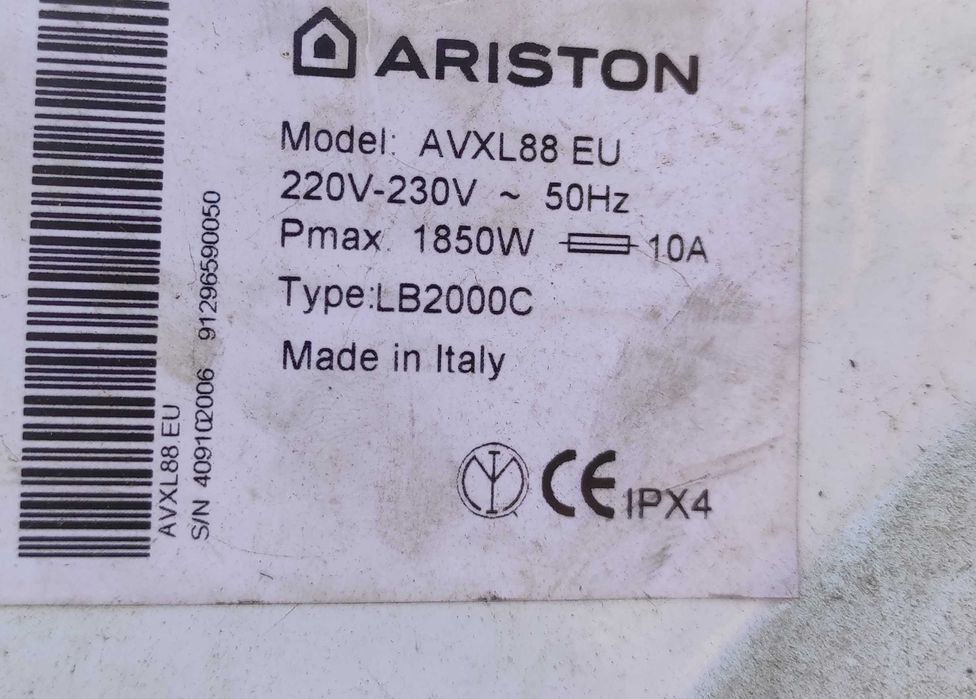 ARISTON
Model: AVXL88 EU
220V-230V ~ 50Hz
Pmax. 1850W 10A
Type:LB2000C
Made in Italy
CE IPX4
AVXL88 EU
S/N 409102006 91296590050